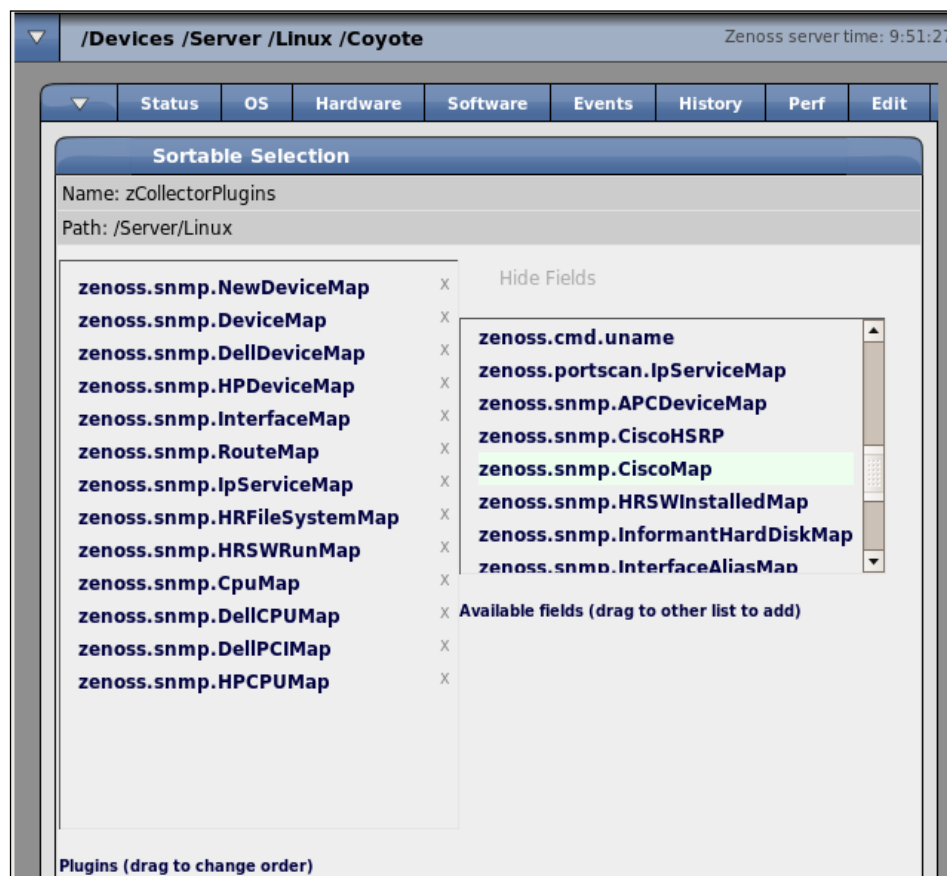 /Devices /Server /Linux /Coyote
Zenoss server time: 9:51:27
Status OS Hardware Software Events History Perf Edit
Sortable Selection
Name: zCollectorPlugins
Path: /Server/Linux
zenoss.snmp.NewDeviceMap X
zenoss.snmp.DeviceMap X
zenoss.snmp.DellDeviceMap X
zenoss.snmp.HPDeviceMap X
zenoss.snmp.InterfaceMap X
zenoss.snmp.RouteMap X
zenoss.snmp.IpServiceMap X
zenoss.snmp.HRFileSystemMap X
zenoss.snmp.HRSWRunMap X
zenoss.snmp.CpuMap X
zenoss.snmp.DellCPUMap X
zenoss.snmp.DellPCIMap X
zenoss.snmp.HPCPUMap X
Plugins (drag to change order)
Hide Fields
zenoss.cmd.uname
zenoss.portscan.IpServiceMap
zenoss.snmp.APCDeviceMap
zenoss.snmp.CiscoHSRP
zenoss.snmp.CiscoMap
zenoss.snmp.HRSWInstalledMap
zenoss.snmp.InformantHardDiskMap
zenoss.snmp.InterfaceAliasMap
Available fields (drag to other list to add)